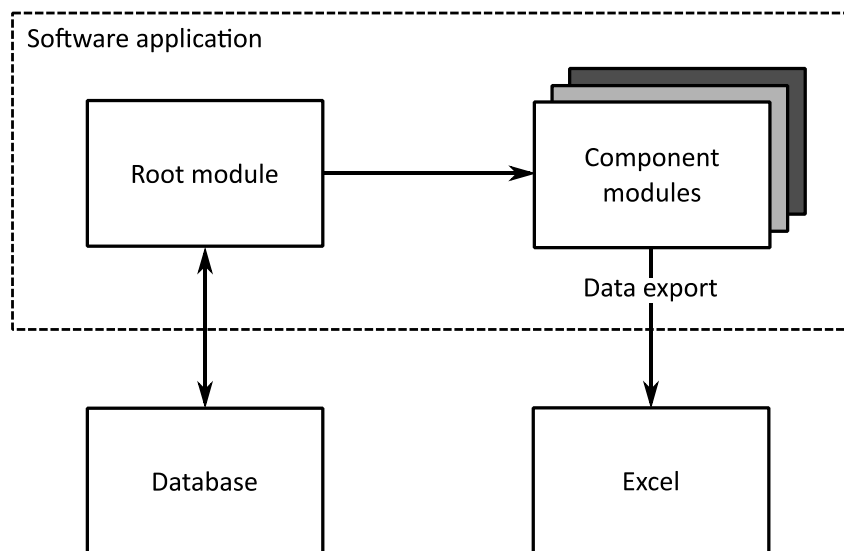 Software application
Root module
Component
modules
Data export
Database
Excel